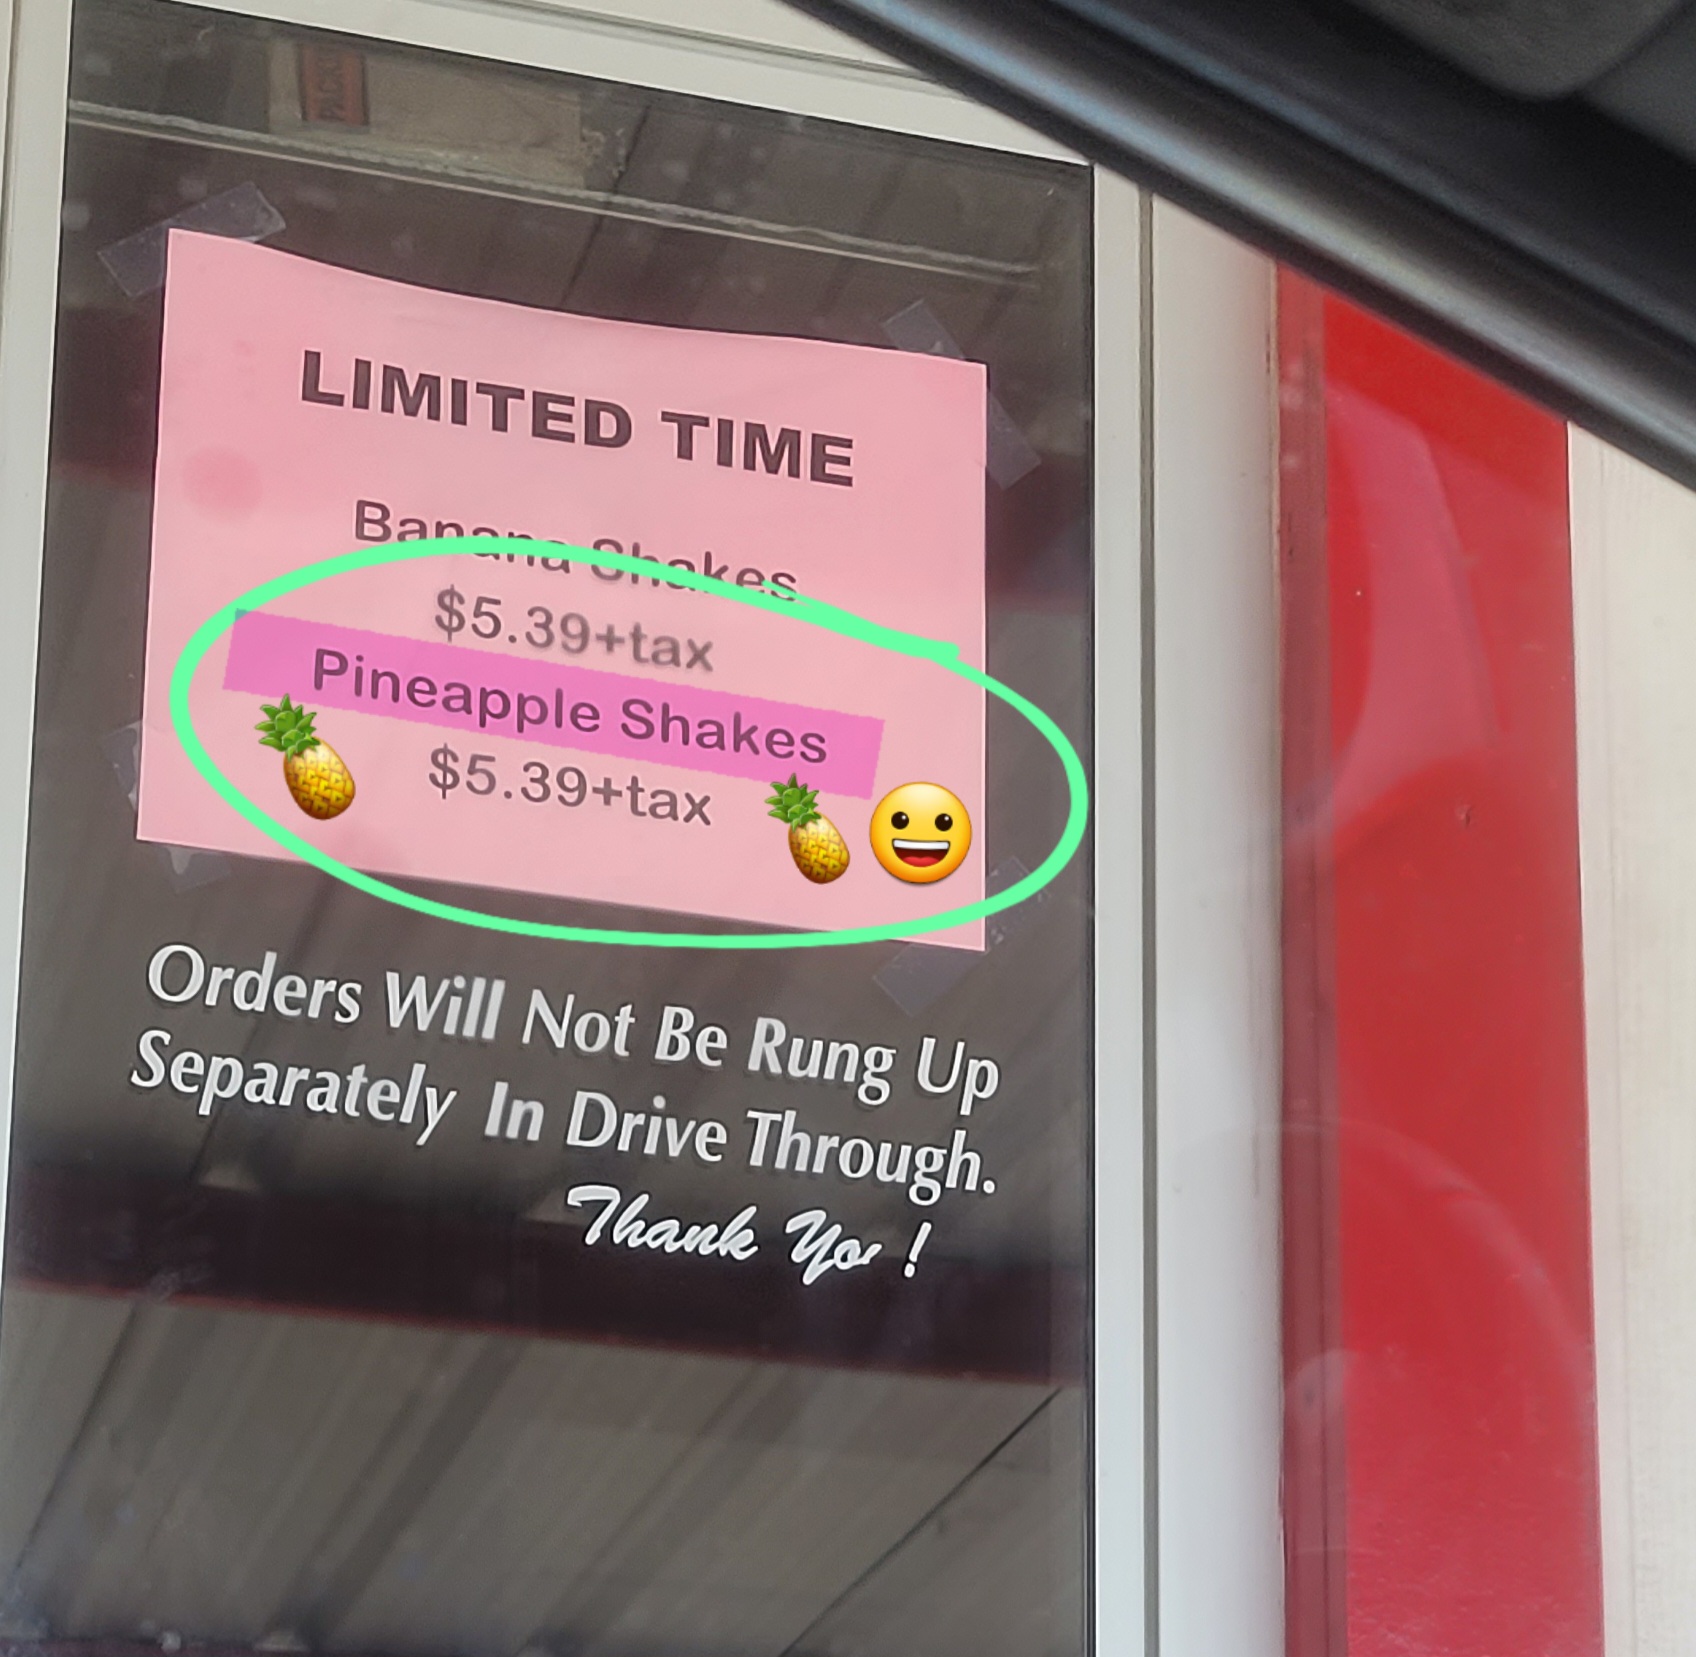 LIMITED TIME
Banana Shakes
$5.39+tax
Pineapple Shakes
$5.39+tax
Orders Will Not Be Rung Up
Separately In Drive Through.
Thank Yo !